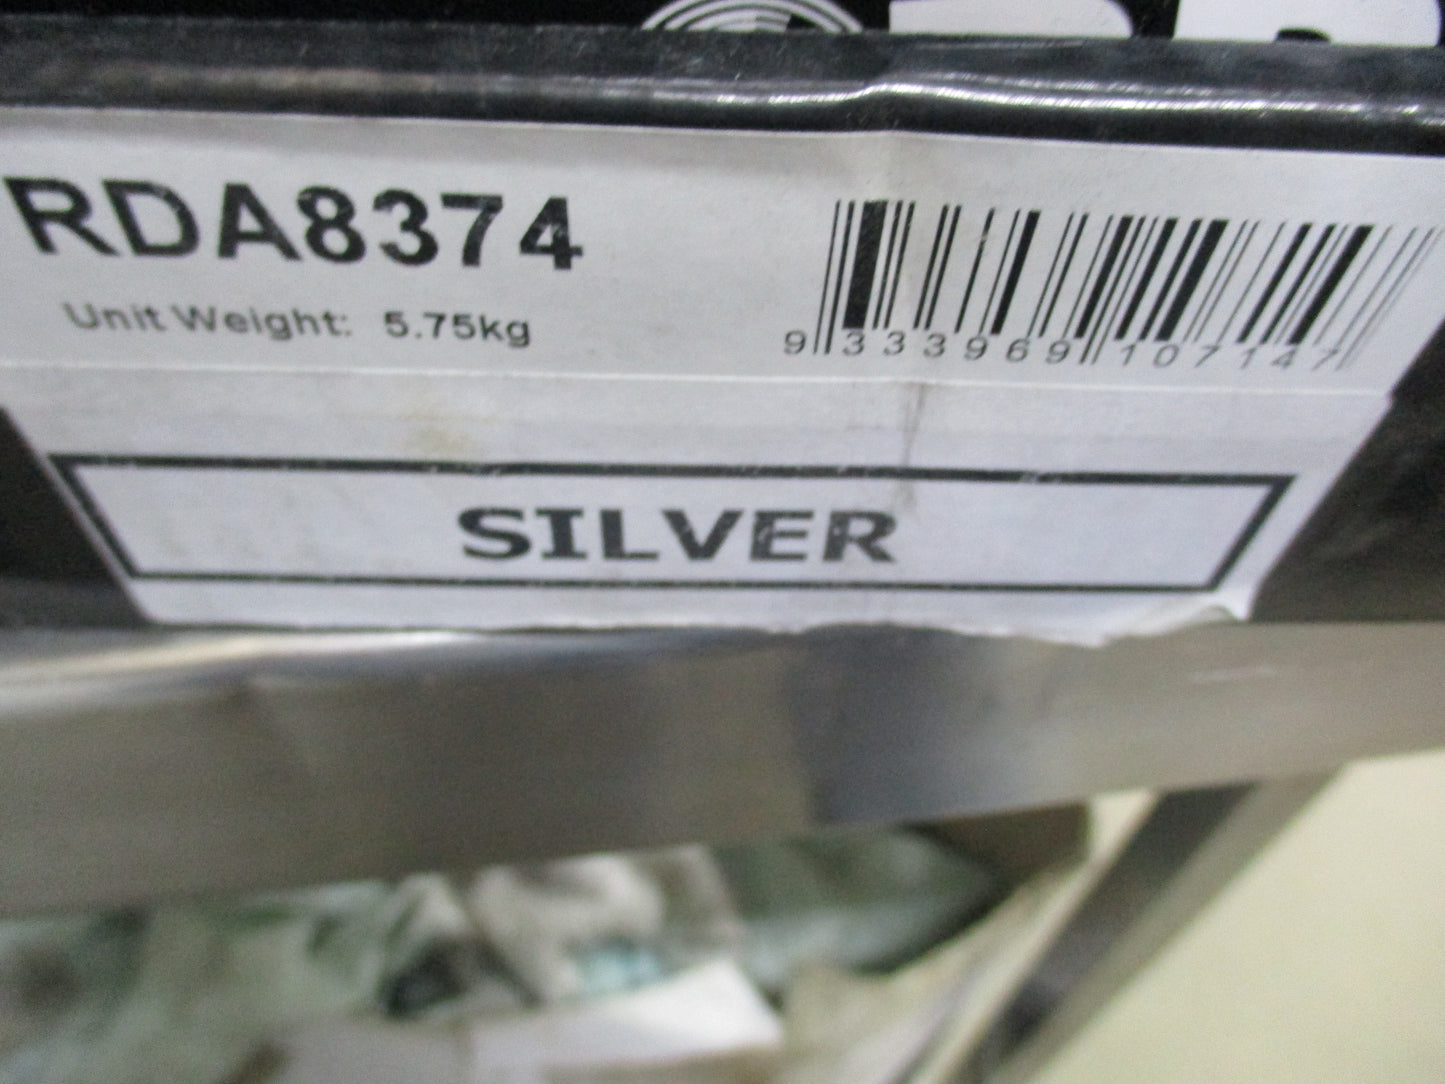 RDA8374
Unit Weight: 5.75kg
9 333969 107147
SILVER